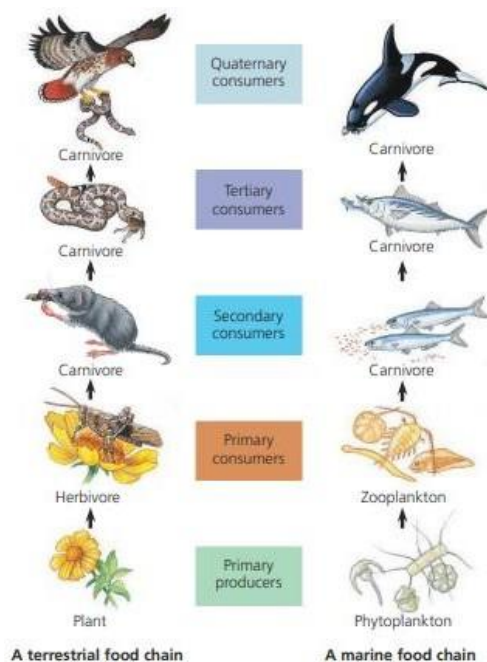 Quaternary
consumers
Carnivore
Carnivore
Tertiary
consumers
Carnivore
Carnivore
Secondary
consumers
Carnivore
Carnivore
Primary
consumers
Herbivore
Zooplankton
Primary
producers
Plant
Phytoplankton
A terrestrial food chain
A marine food chain